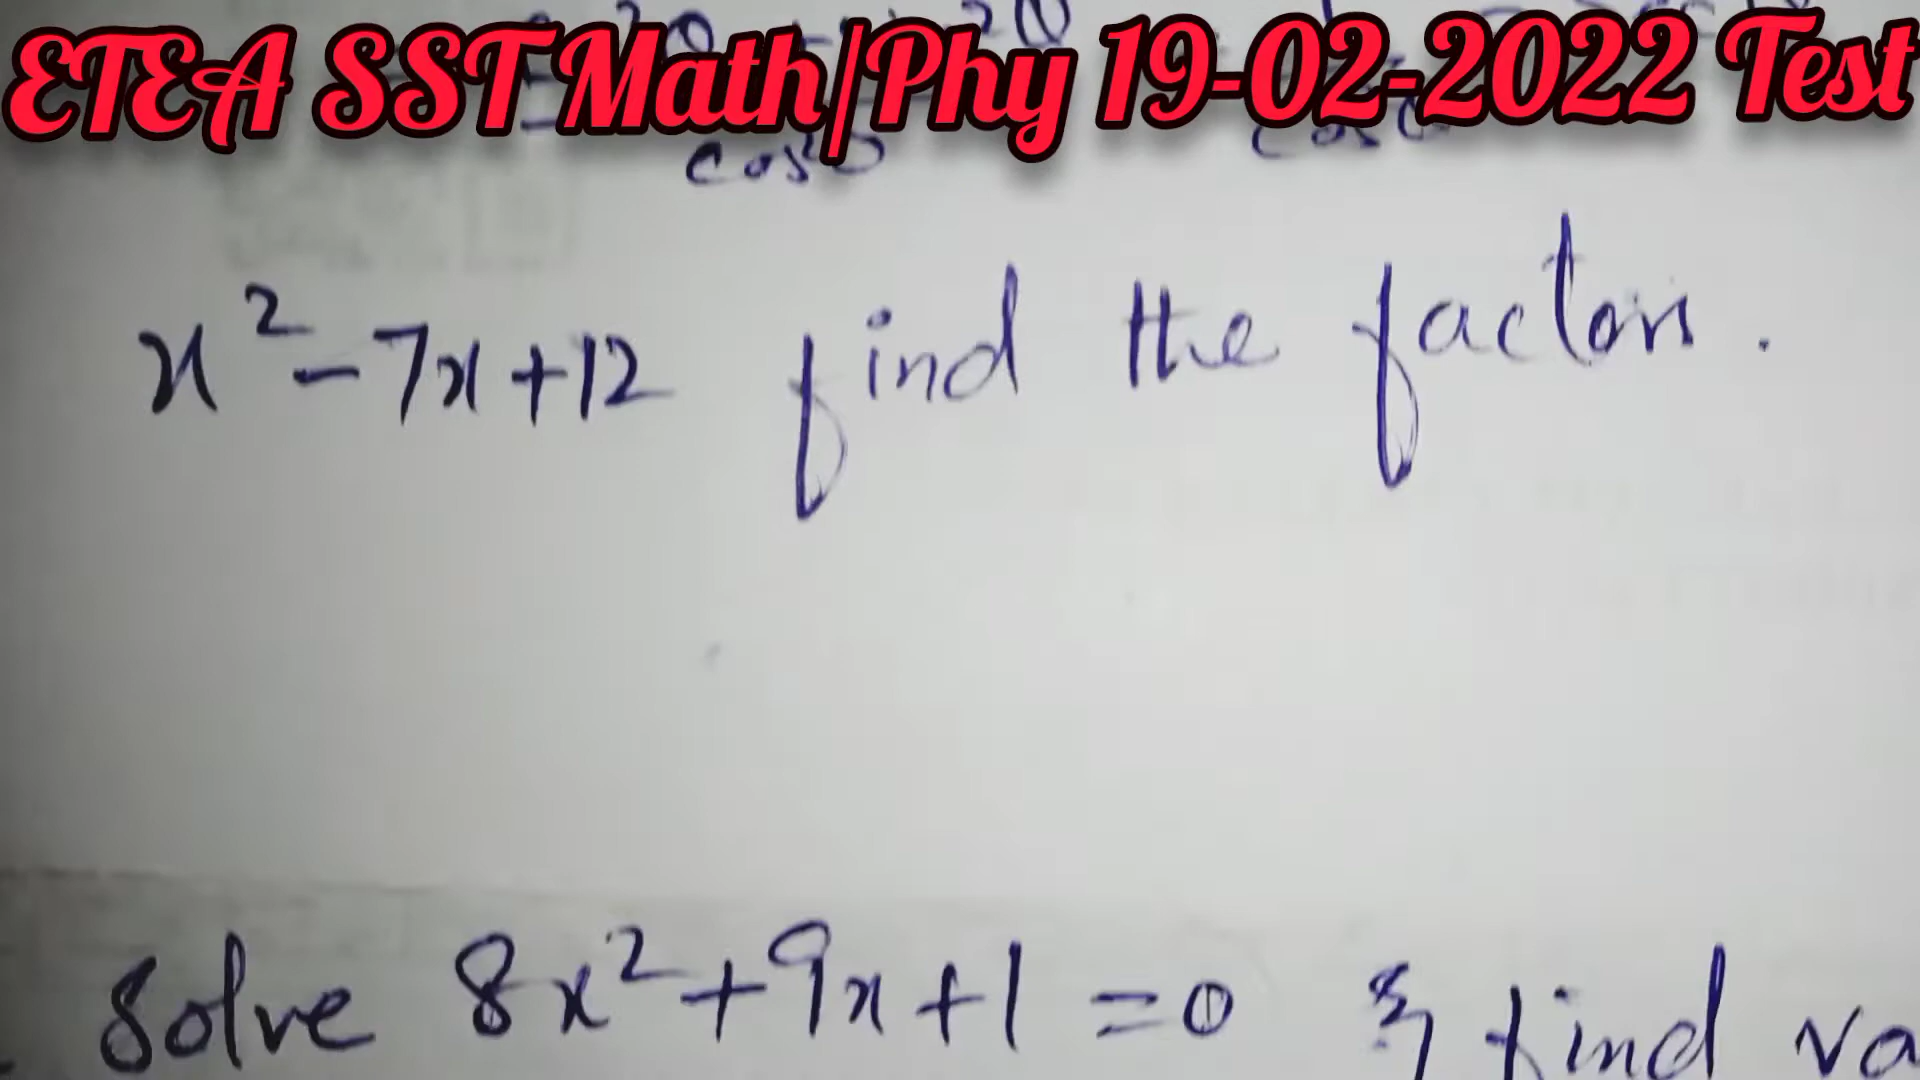 ETEA SST Math/Phy 19-02-2022 Test
x² - 7x + 12 find the factors.
Solve 8x² + 9x + 1 = 0 & find